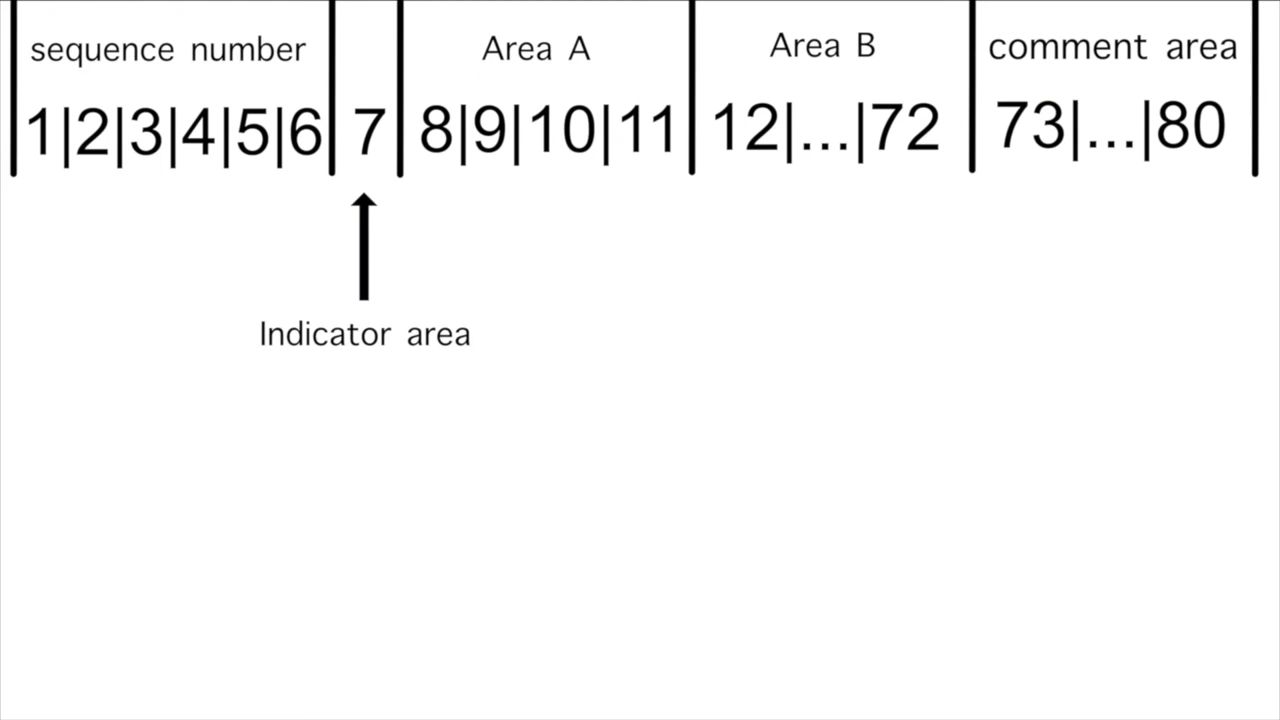 sequence number Area A Area B comment area
1|2|3|4|5|6 7 8|9|10|11 12|...|72 73|...|80
Indicator area